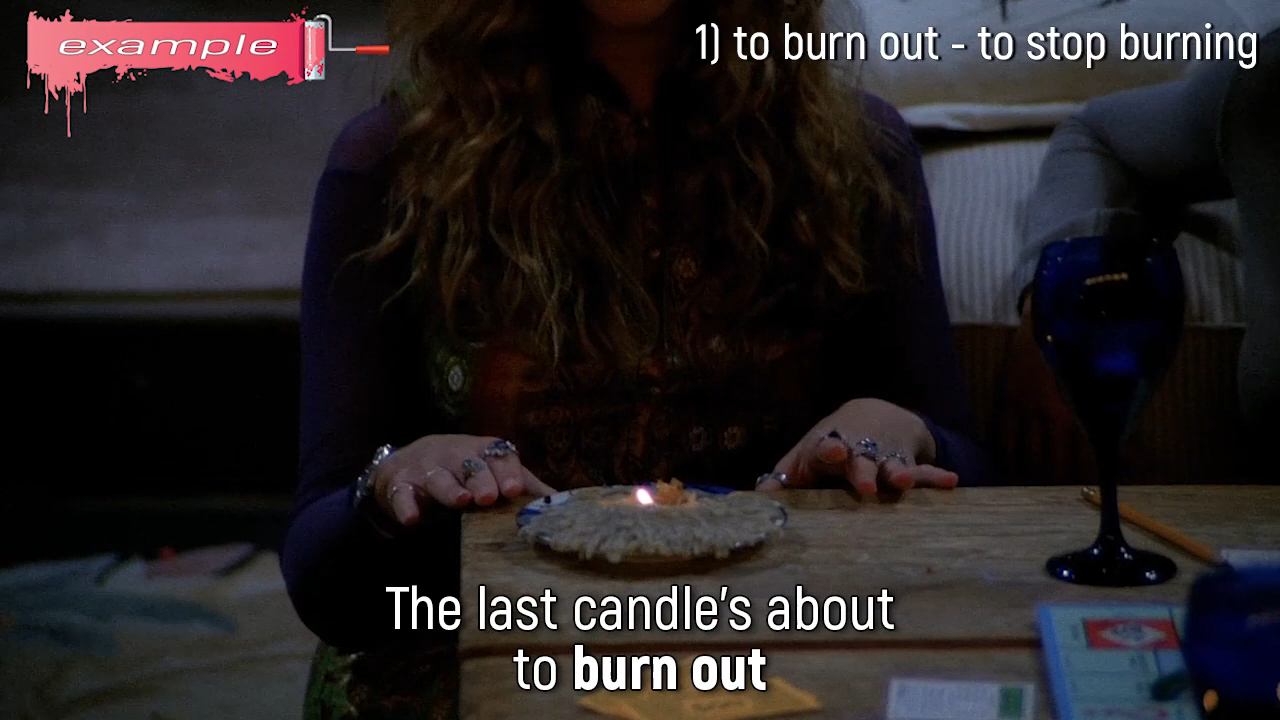 example
1) to burn out - to stop burning
The last candle's about
to burn out